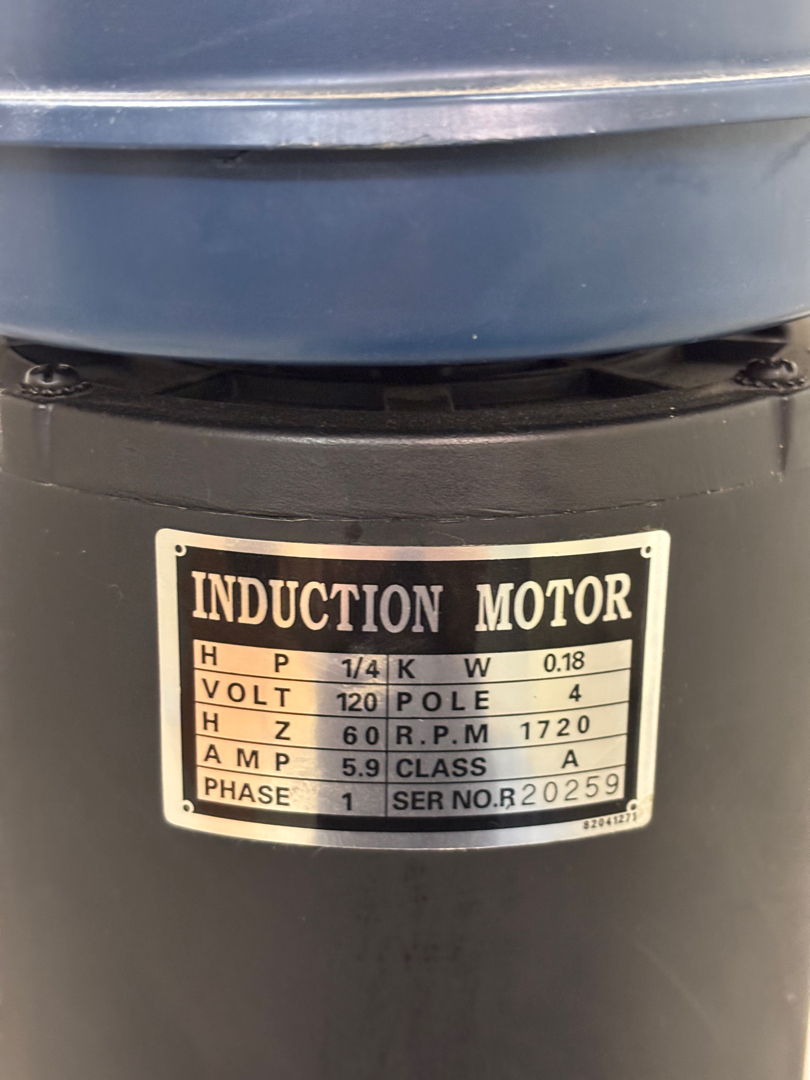 INDUCTION MOTOR
H P 1/4 K W 0.18
VOLT 120 POLE 4
H Z 60 R.P.M 1720
A M P 5.9 CLASS A
PHASE 1 SER NO.R 20259
82041271